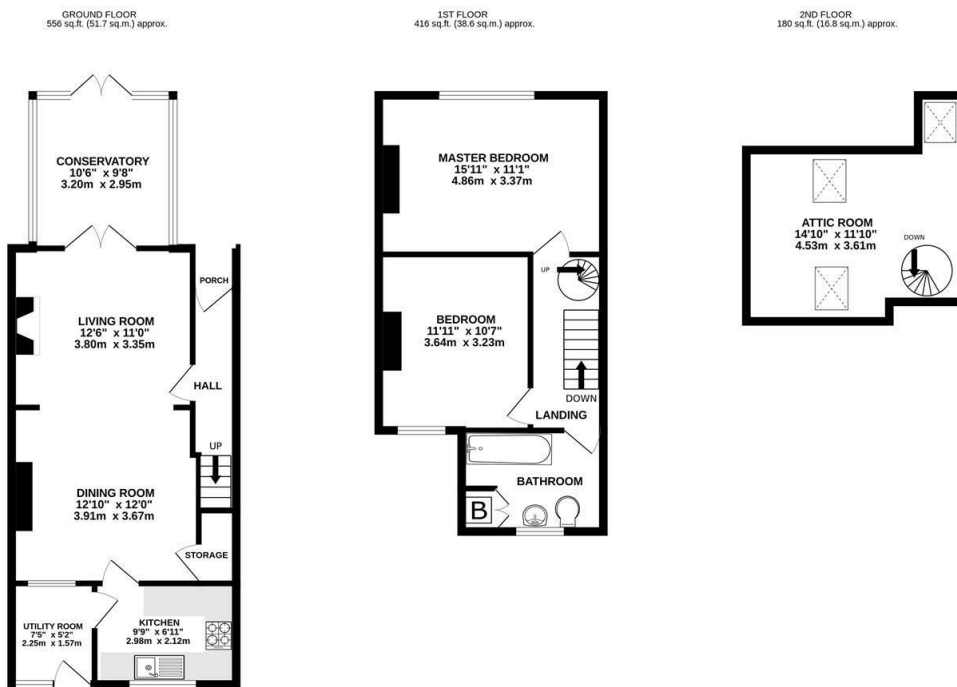 GROUND FLOOR
556 sq.ft. (51.7 sq.m.) approx.
1ST FLOOR
416 sq.ft. (38.6 sq.m.) approx.
2ND FLOOR
180 sq.ft. (16.8 sq.m.) approx.
CONSERVATORY
10'6" x 9'8"
3.20m x 2.95m
PORCH
LIVING ROOM
12'6" x 11'0"
3.80m x 3.35m
HALL
UP
DINING ROOM
12'10" x 12'0"
3.91m x 3.67m
STORAGE
UTILITY ROOM
7'5" x 5'2"
2.25m x 1.57m
KITCHEN
9'9" x 6'11"
2.98m x 2.12m
MASTER BEDROOM
15'11" x 11'1"
4.86m x 3.37m
UP
BEDROOM
11'11" x 10'7"
3.64m x 3.23m
DOWN
LANDING
BATHROOM
B
ATTIC ROOM
14'10" x 11'10"
4.53m x 3.61m
DOWN